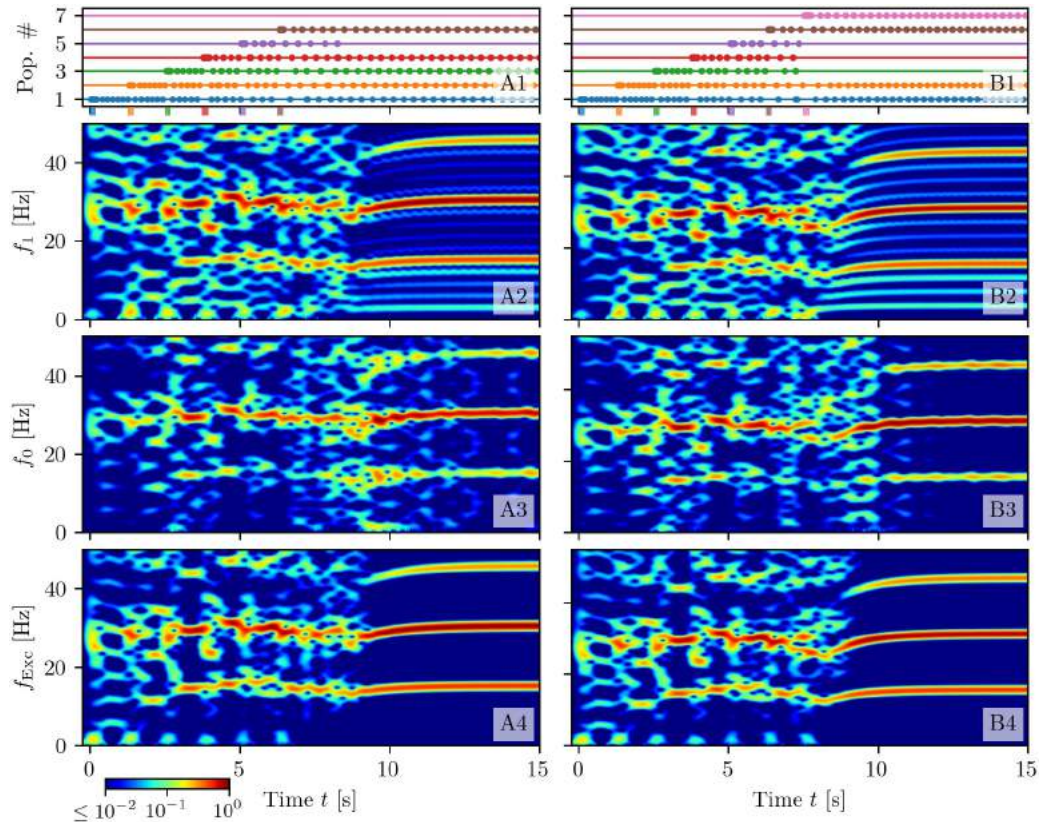 Pop. #
7
5
3
1
A1
B1
f₁ [Hz]
40
20
0
A2
B2
f₀ [Hz]
40
20
0
A3
B3
f_Exc [Hz]
40
20
0
A4
B4
0 5 10 15
0 5 10 15
≤ 10⁻² 10⁻¹ 10⁰
Time t [s]
Time t [s]